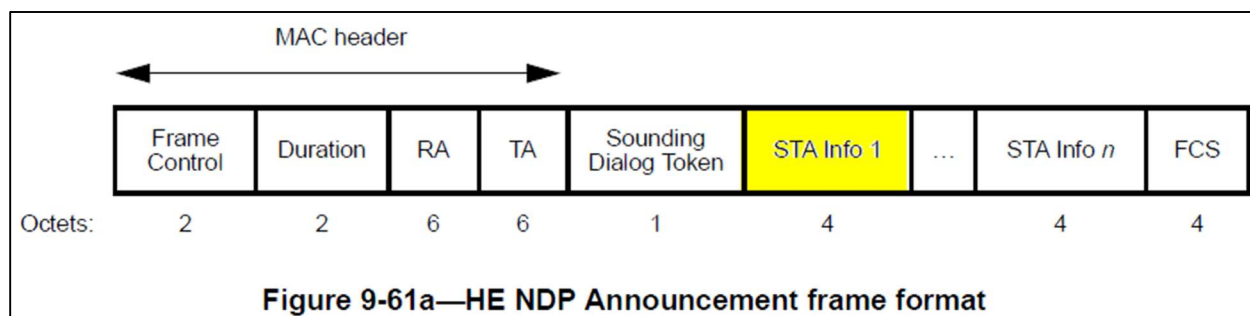 MAC header
Frame Control Duration RA TA Sounding Dialog Token STA Info 1 ... STA Info n FCS
Octets: 2 2 6 6 1 4 4 4
Figure 9-61a—HE NDP Announcement frame format